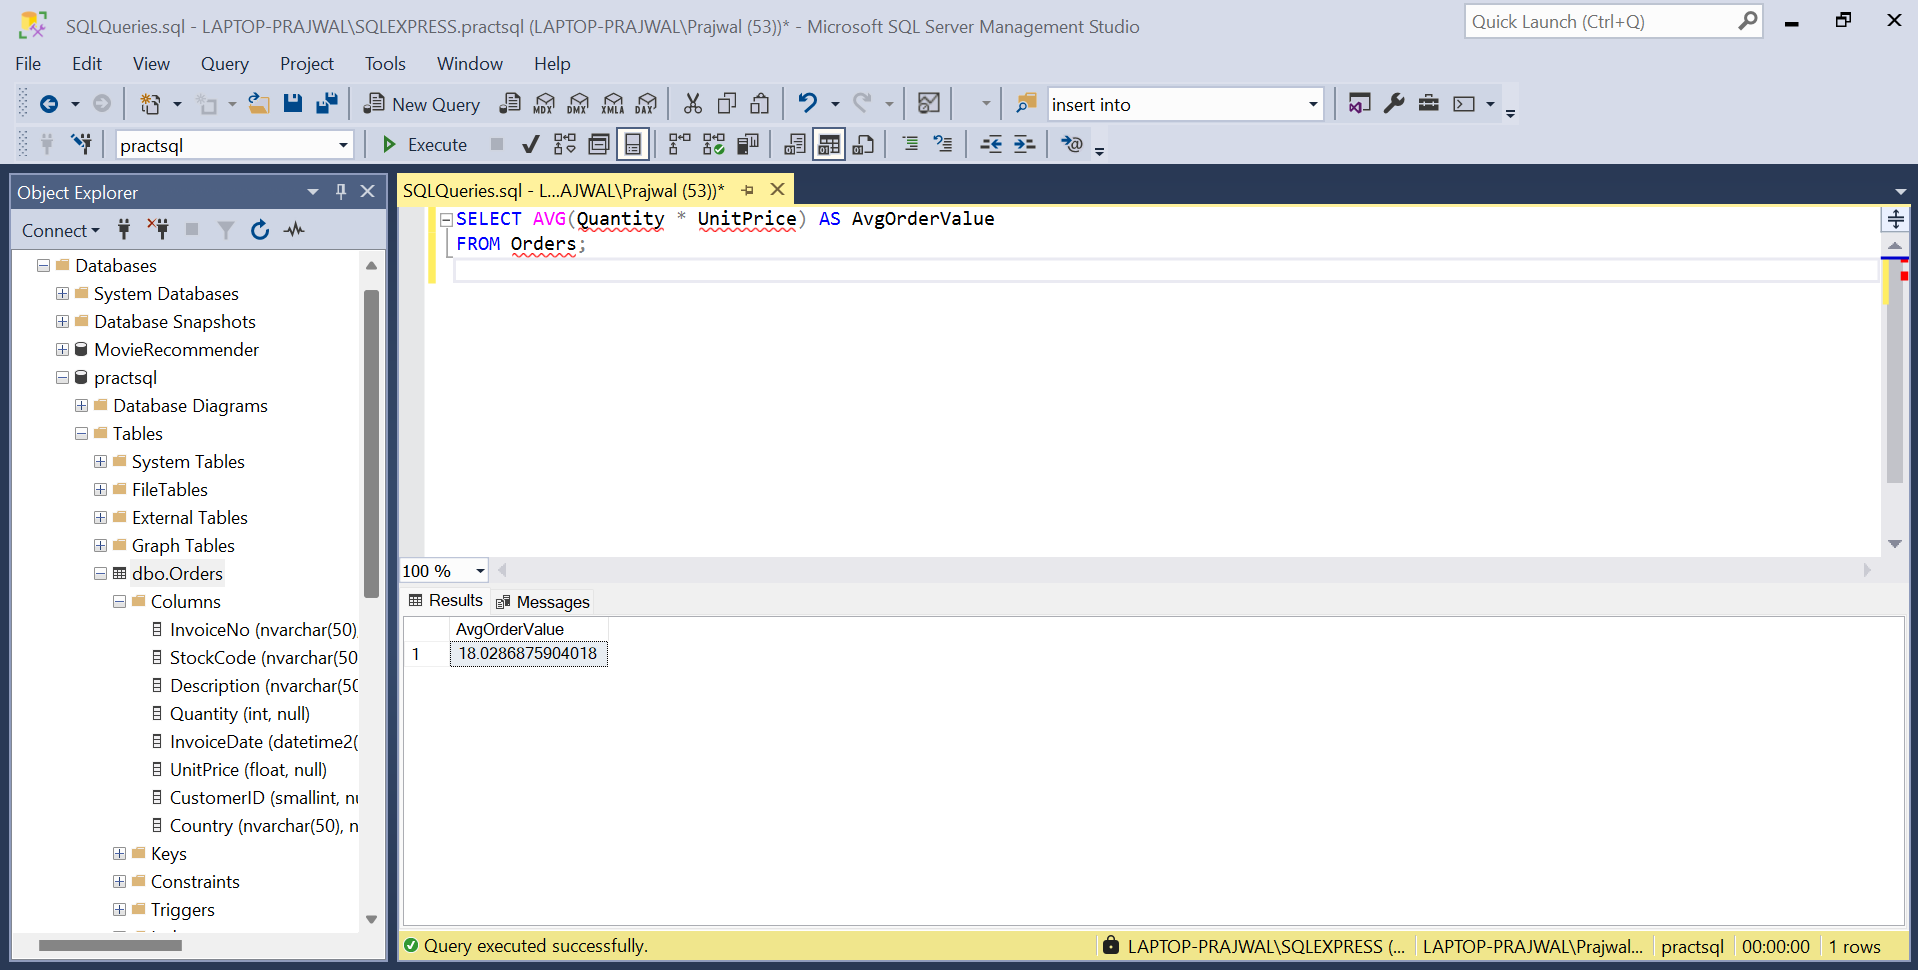 SQLQueries.sql - LAPTOP-PRAJWAL\SQLEXPRESS.practsql (LAPTOP-PRAJWAL\Prajwal (53))* - Microsoft SQL Server Management Studio
Quick Launch (Ctrl+Q)
File Edit View Query Project Tools Window Help
New Query MDX DMX XMLA DAX insert into
practsql Execute
Object Explorer
Connect
Databases
System Databases
Database Snapshots
MovieRecommender
practsql
Database Diagrams
Tables
System Tables
FileTables
External Tables
Graph Tables
dbo.Orders
Columns
InvoiceNo (nvarchar(50)
StockCode (nvarchar(50
Description (nvarchar(50
Quantity (int, null)
InvoiceDate (datetime2(
UnitPrice (float, null)
CustomerID (smallint, nu
Country (nvarchar(50), n
Keys
Constraints
Triggers
SQLQueries.sql - L...AJWAL\Prajwal (53))*
SELECT AVG(Quantity * UnitPrice) AS AvgOrderValue
FROM Orders;
100 %
Results Messages
AvgOrderValue
1 18.0286875904018
Query executed successfully. LAPTOP-PRAJWAL\SQLEXPRESS (... LAPTOP-PRAJWAL\Prajwal... practsql 00:00:00 1 rows